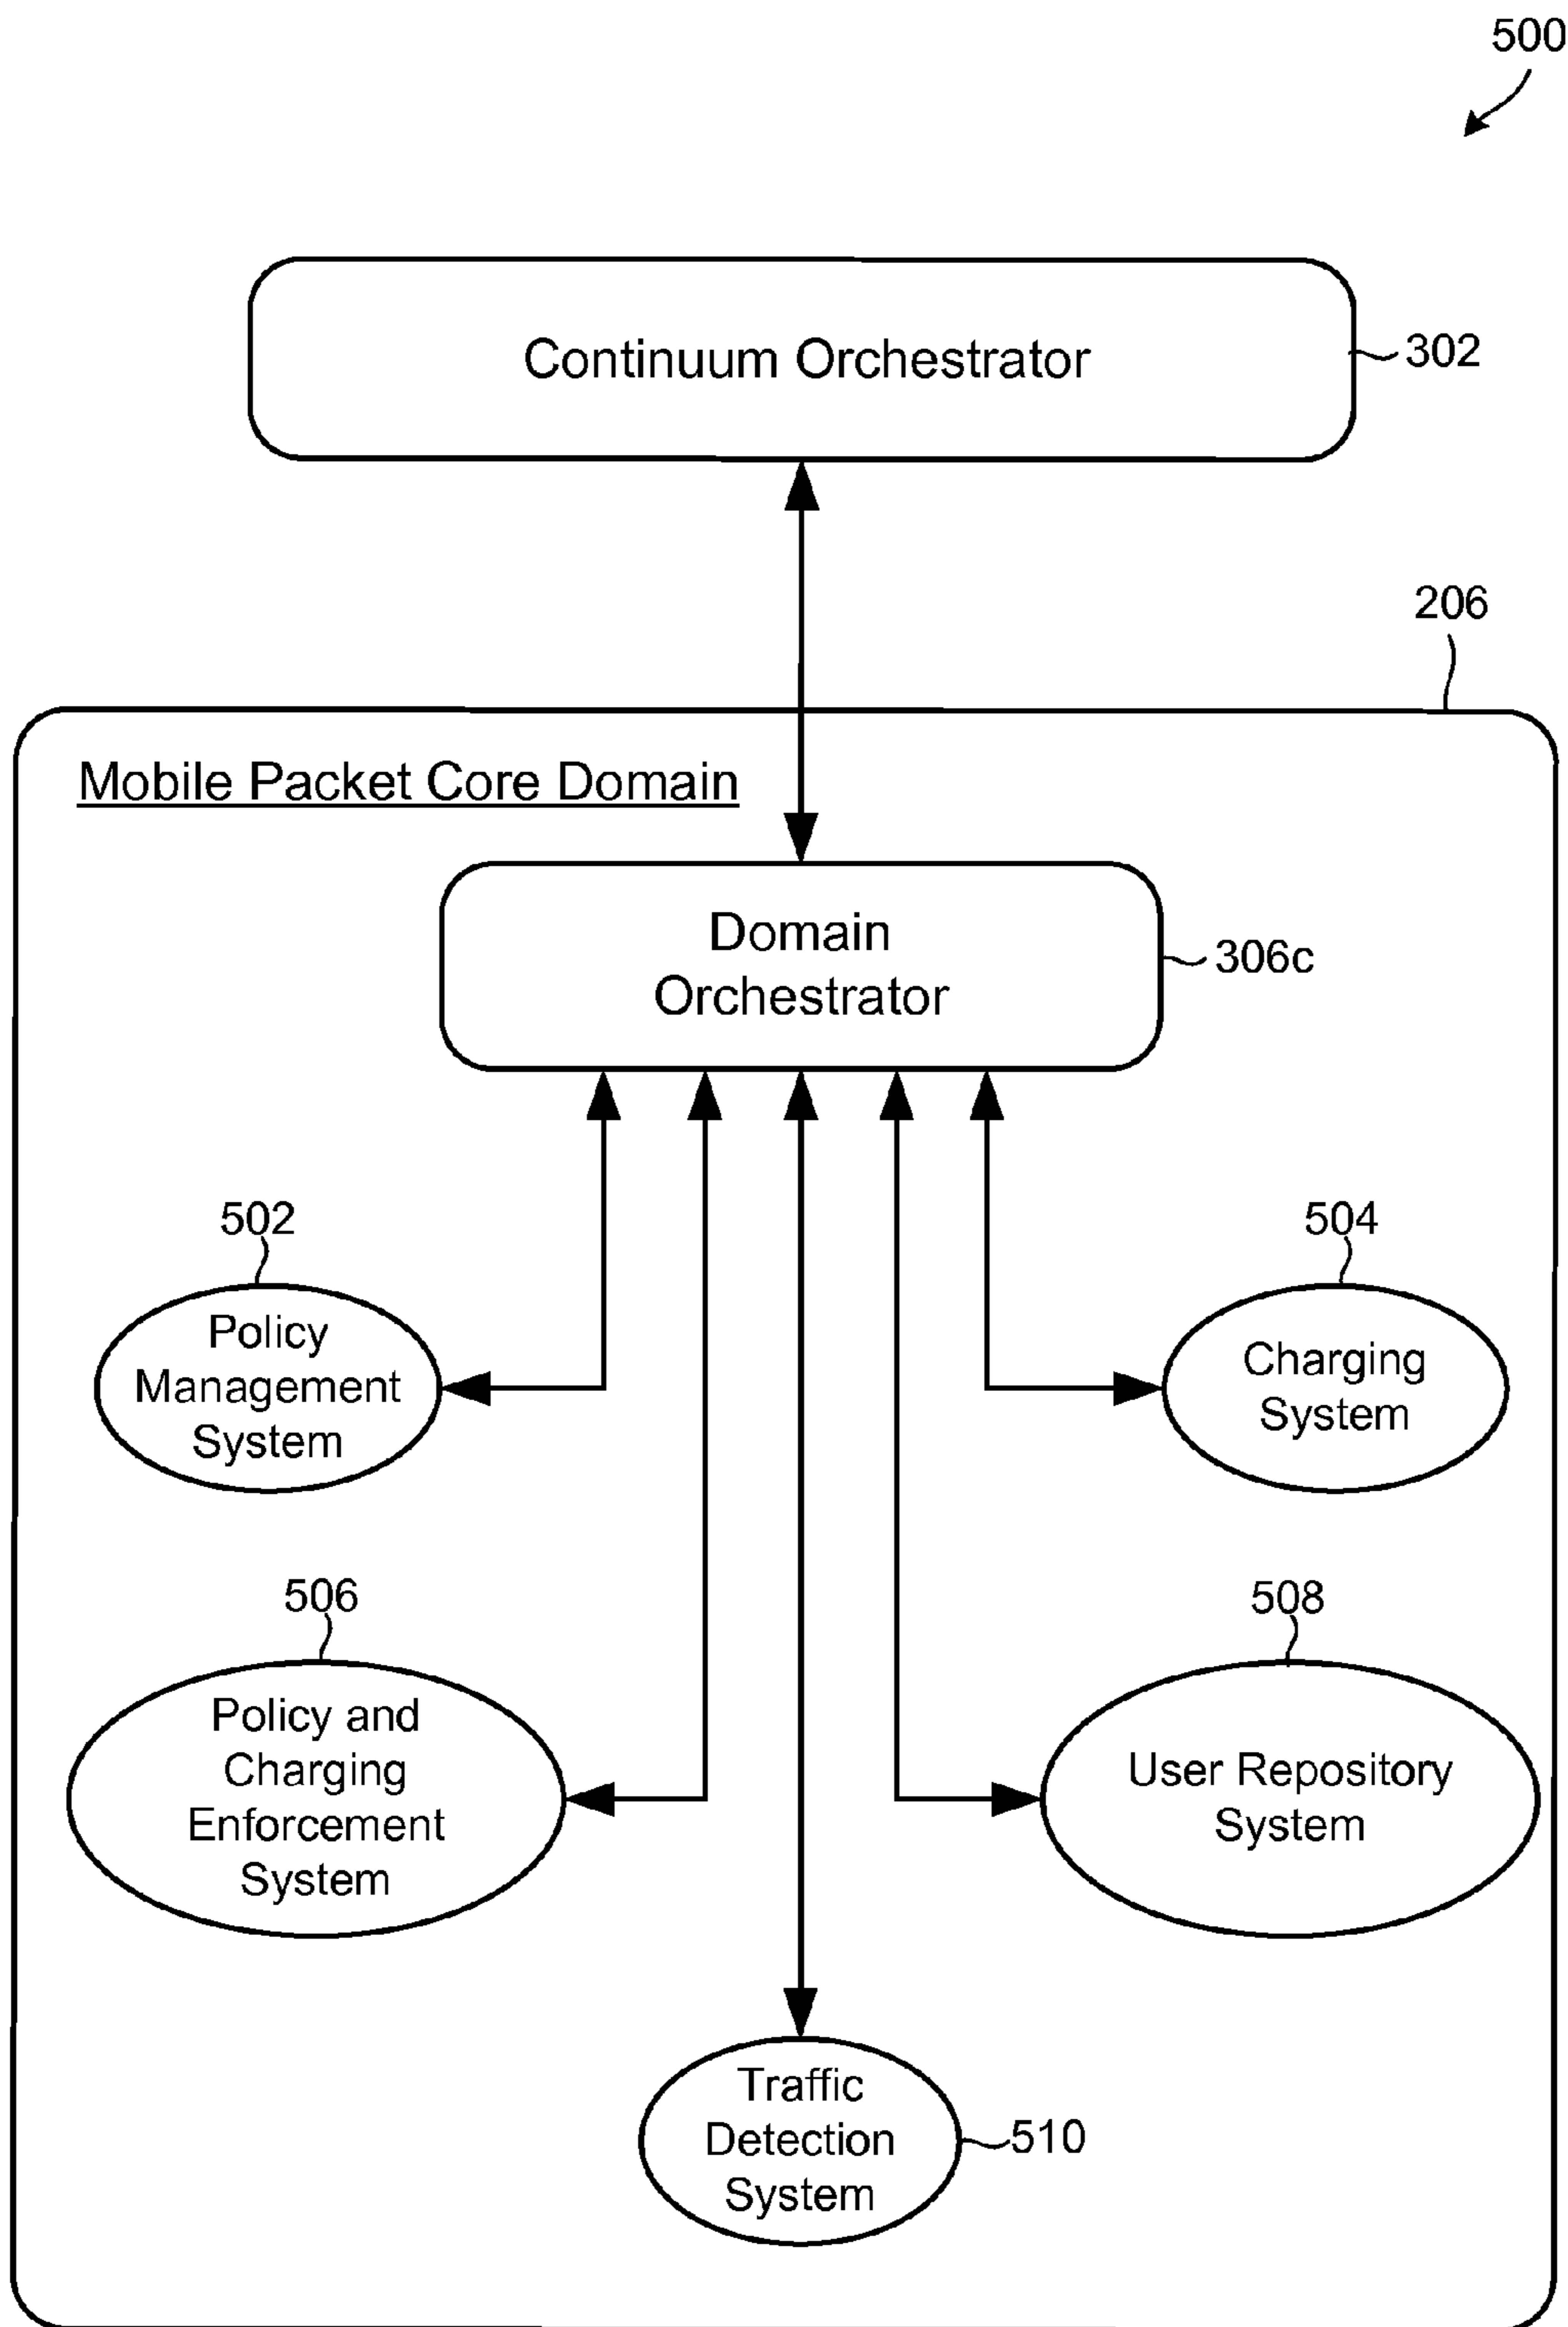 500
Continuum Orchestrator
302
206
Mobile Packet Core Domain
Domain
Orchestrator
306c
502
Policy
Management
System
504
Charging
System
506
Policy and
Charging
Enforcement
System
508
User Repository
System
Traffic
Detection
System
510